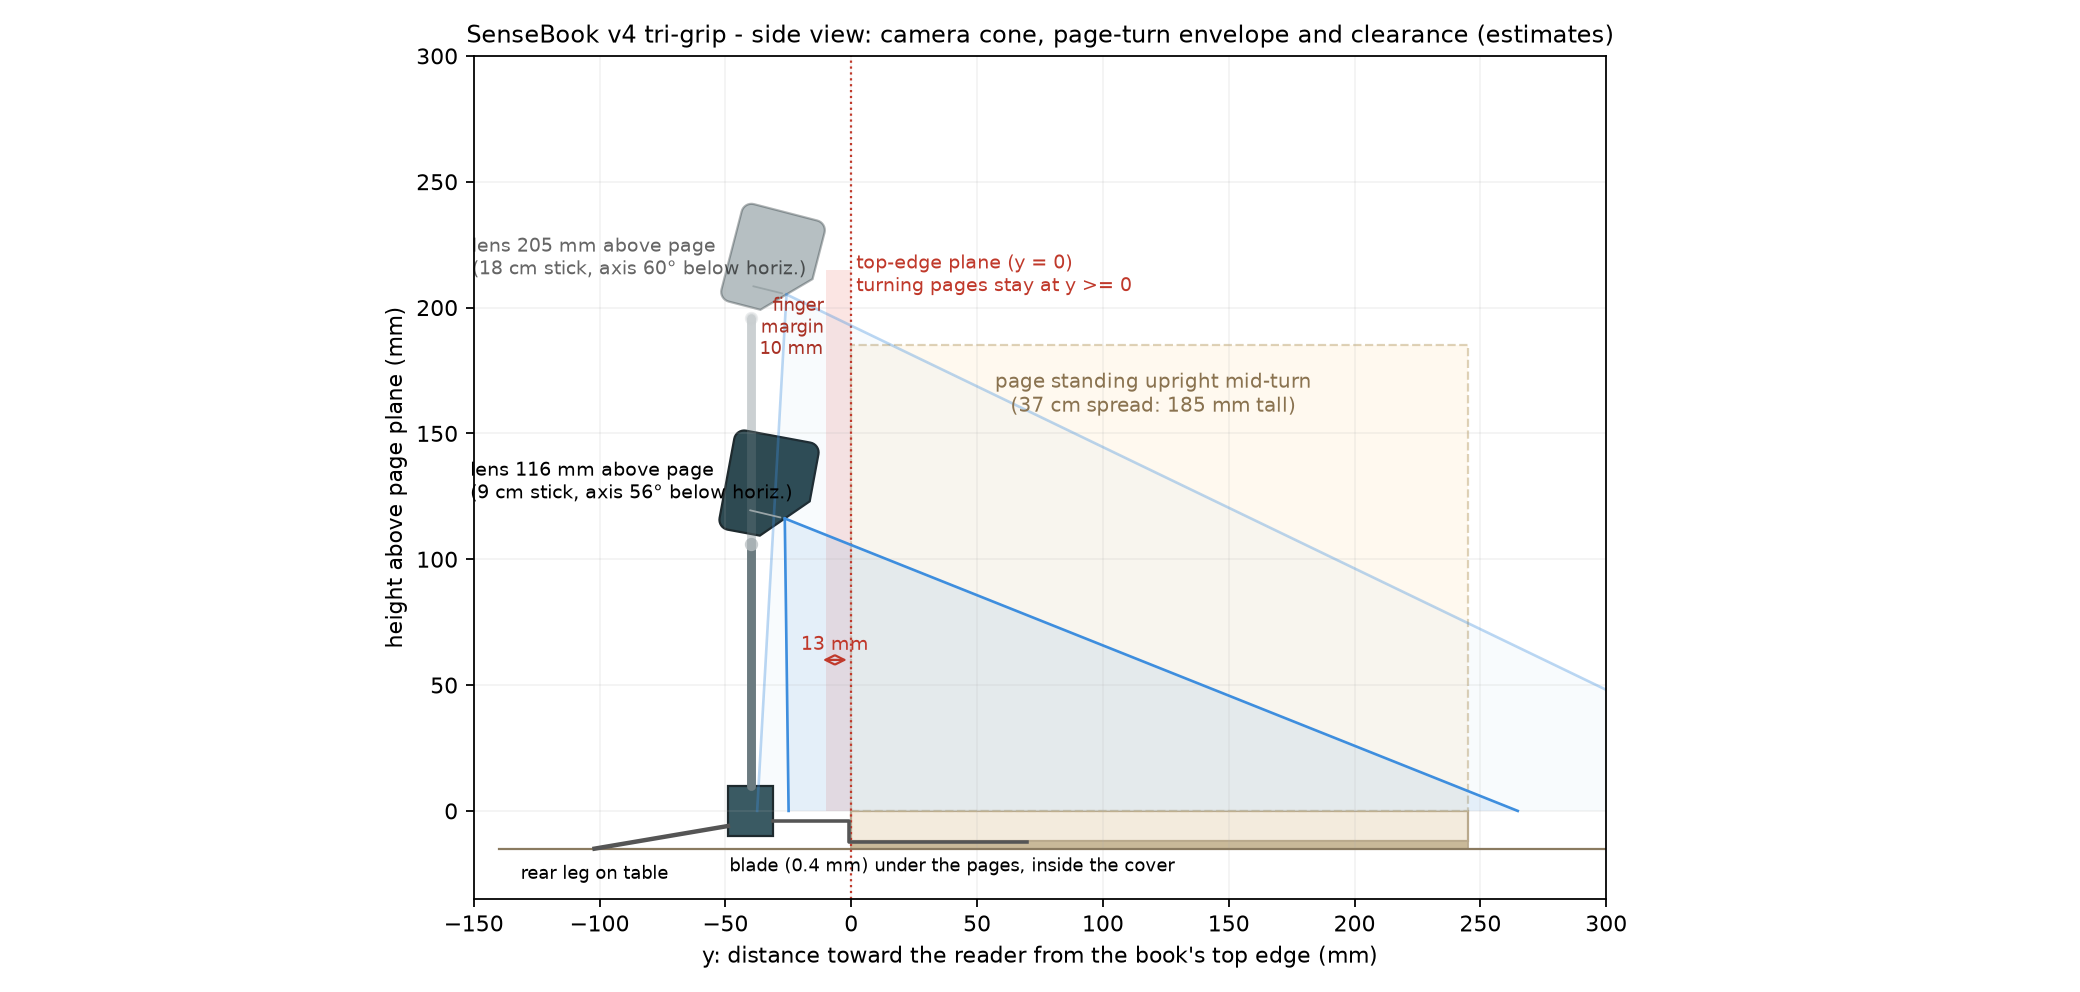 SenseBook v4 tri-grip - side view: camera cone, page-turn envelope and clearance (estimates)
300
250
200
150
100
50
0
height above page plane (mm)
lens 205 mm above page
(18 cm stick, axis 60° below horiz.)
top-edge plane (y = 0)
turning pages stay at y >= 0
finger
margin
10 mm
page standing upright mid-turn
(37 cm spread: 185 mm tall)
lens 116 mm above page
(9 cm stick, axis 56° below horiz.)
13 mm
blade (0.4 mm) under the pages, inside the cover
rear leg on table
−150
−100
−50
0
50
100
150
200
250
300
y: distance toward the reader from the book's top edge (mm)